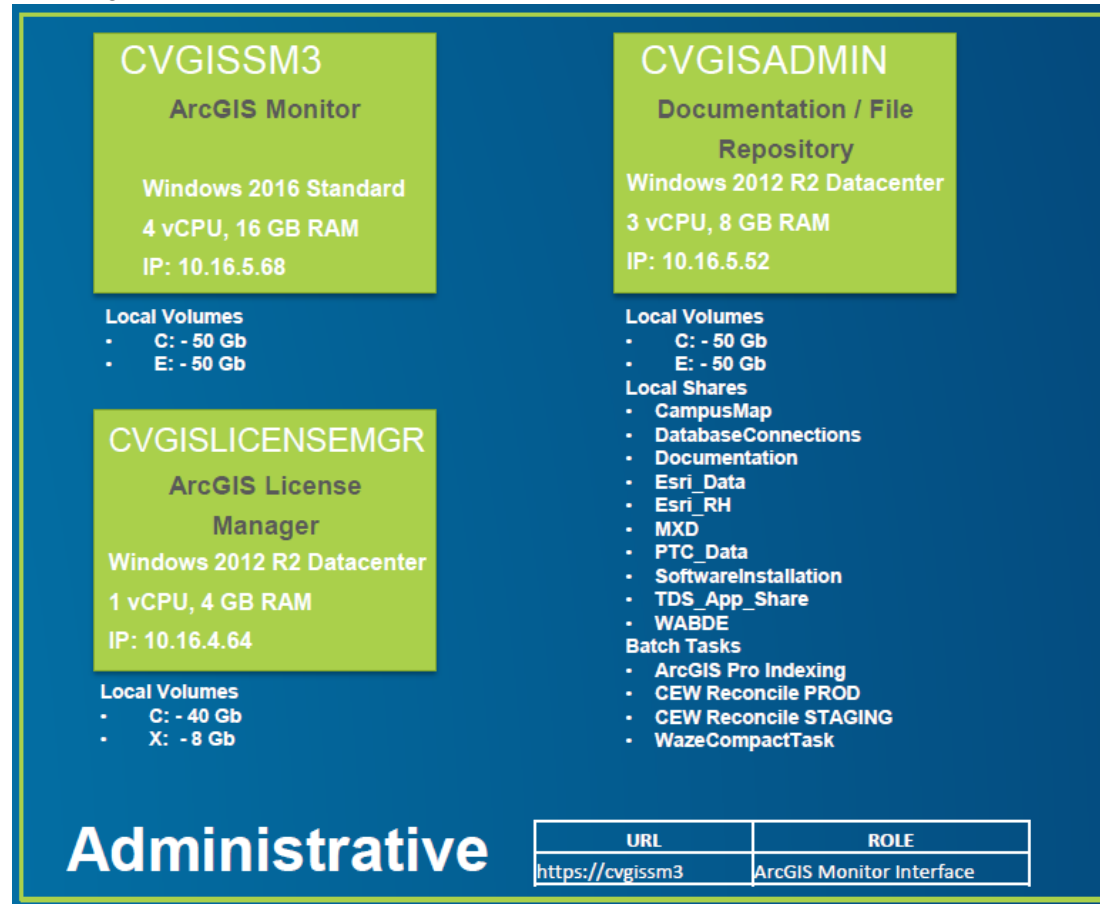 CVGISSM3
ArcGIS Monitor
Windows 2016 Standard
4 vCPU, 16 GB RAM
IP: 10.16.5.68
Local Volumes
• C: - 50 Gb
• E: - 50 Gb
CVGISLICENSEMGR
ArcGIS License
Manager
Windows 2012 R2 Datacenter
1 vCPU, 4 GB RAM
IP: 10.16.4.64
Local Volumes
• C: - 40 Gb
• X: - 8 Gb
CVGISADMIN
Documentation / File
Repository
Windows 2012 R2 Datacenter
3 vCPU, 8 GB RAM
IP: 10.16.5.52
Local Volumes
• C: - 50 Gb
• E: - 50 Gb
Local Shares
• CampusMap
• DatabaseConnections
• Documentation
• Esri_Data
• Esri_RH
• MXD
• PTC_Data
• SoftwareInstallation
• TDS_App_Share
• WABDE
Batch Tasks
• ArcGIS Pro Indexing
• CEW Reconcile PROD
• CEW Reconcile STAGING
• WazeCompactTask
Administrative
URL ROLE
https://cvgissm3 ArcGIS Monitor Interface